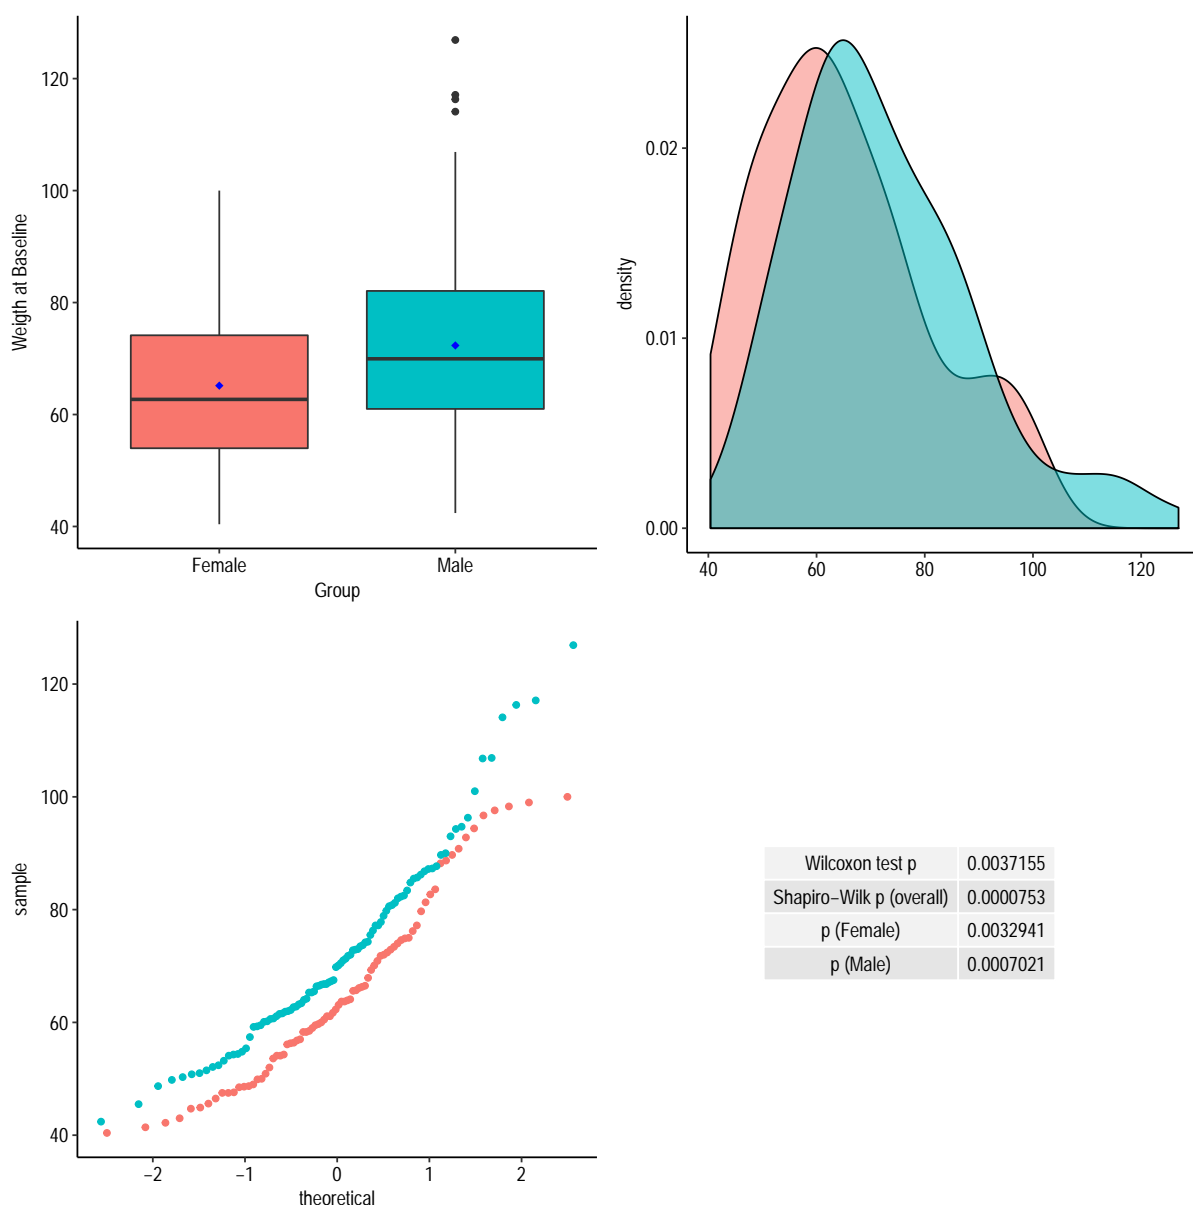 120
100
80
60
40
Weigth at Baseline
Female
Male
Group
0.02
0.01
0.00
density
40
60
80
100
120
120
100
80
60
40
sample
−2
−1
0
1
2
theoretical
Wilcoxon test p 0.0037155
Shapiro−Wilk p (overall) 0.0000753
p (Female) 0.0032941
p (Male) 0.0007021